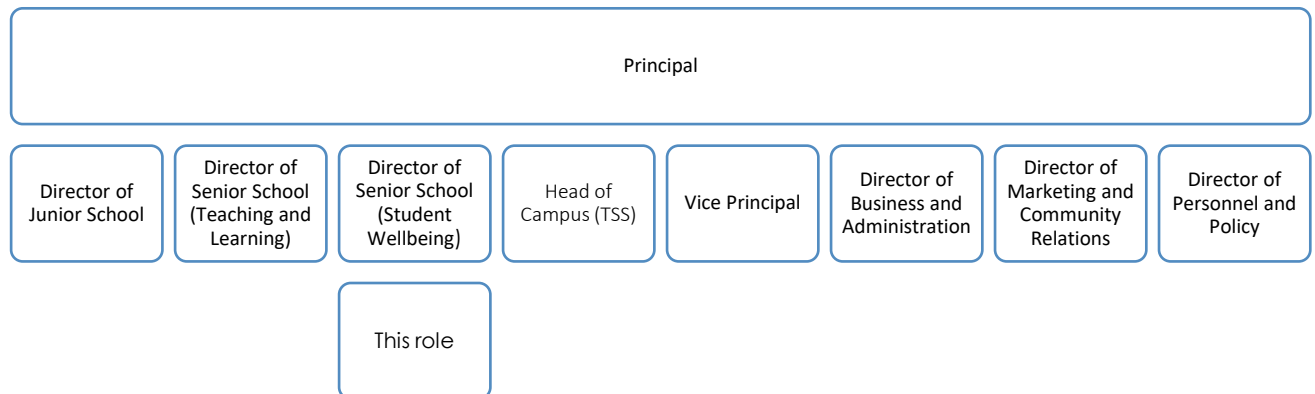 Principal
Director of
Junior School
Director of
Senior School
(Teaching and
Learning)
Director of
Senior School
(Student
Wellbeing)
Head of
Campus (TSS)
Vice Principal
Director of
Business and
Administration
Director of
Marketing and
Community
Relations
Director of
Personnel and
Policy
This role